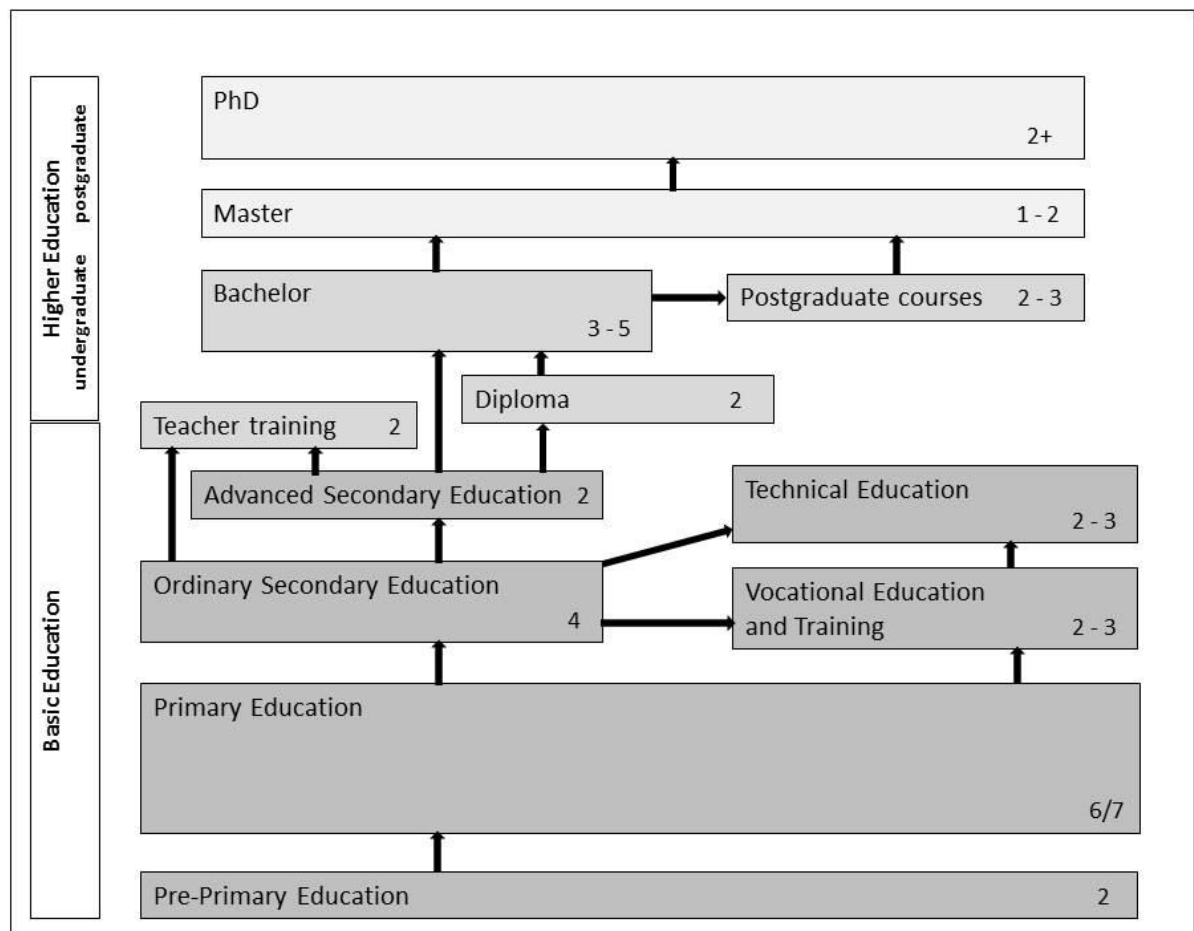 Higher Education
undergraduate postgraduate
Basic Education
PhD
2+
Master 1 - 2
Bachelor
3 - 5
Postgraduate courses 2 - 3
Diploma 2
Teacher training 2
Advanced Secondary Education 2
Technical Education
2 - 3
Ordinary Secondary Education
4
Vocational Education
and Training 2 - 3
Primary Education
6/7
Pre-Primary Education 2